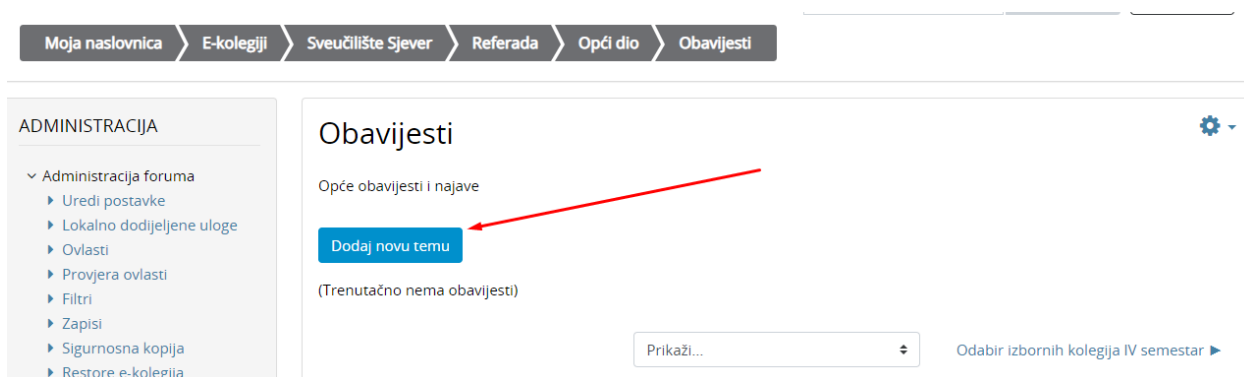 Moja naslovnica E-kolegiji Sveučilište Sjever Referada Opći dio Obavijesti
ADMINISTRACIJA
Administracija foruma
Uredi postavke
Lokalno dodijeljene uloge
Ovlasti
Provjera ovlasti
Filtri
Zapisi
Sigurnosna kopija
Restore e-kolegija
Obavijesti
Opće obavijesti i najave
Dodaj novu temu
(Trenutačno nema obavijesti)
Prikaži...
Odabir izbornih kolegija IV semestar ►